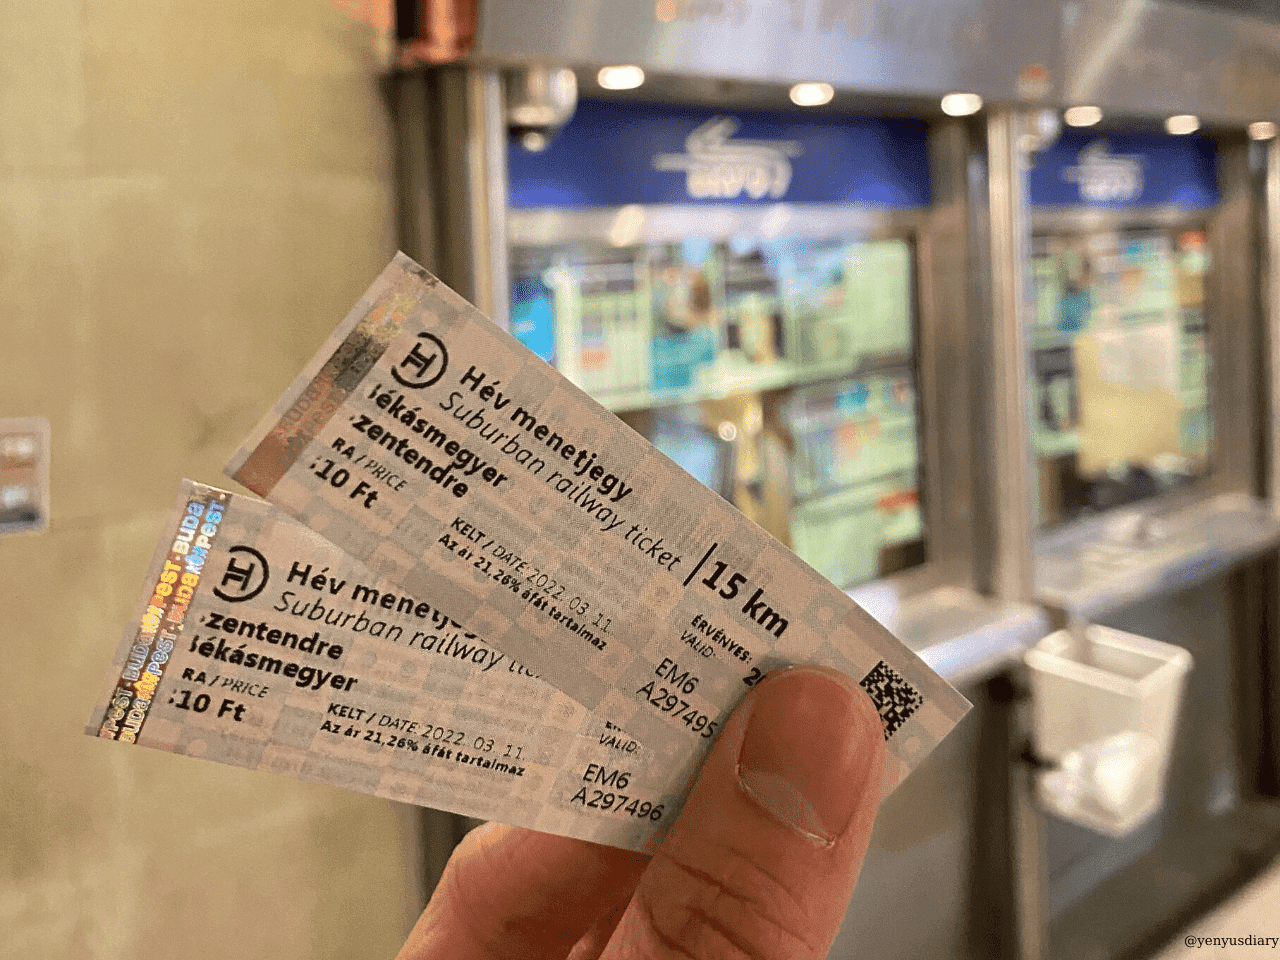 Hév menetjegy
Suburban railway ticket
15 km
ékásmegyer
zentendre
RA / PRICE
:10 Ft
KELT / DATE 2022. 03. 11.
Az ár 21,26% áfát tartalmaz
ÉRVÉNYES:
VALID:
EM6
A297495
BUDAPEST
Hév
Suburban railway
zentendre
ékásmegyer
RA / PRICE
:10 Ft
KELT / DATE 2022. 03. 11.
Az ár 21,26% áfát tartalmaz
VALID:
EM6
A297496
@yenyusdiary